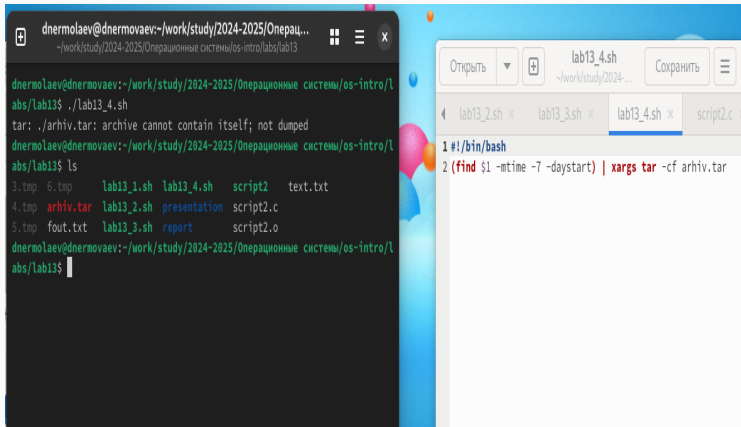 dnermolaev@dnermovaev:~/work/study/2024-2025/Операц...
~/work/study/2024-2025/Операционные системы/os-intro/labs/lab13
dnermolaev@dnermovaev:~/work/study/2024-2025/Операционные системы/os-intro/l
abs/lab13$ ./lab13_4.sh
tar: ./arhiv.tar: archive cannot contain itself; not dumped
dnermolaev@dnermovaev:~/work/study/2024-2025/Операционные системы/os-intro/l
abs/lab13$ ls
3.tmp 6.tmp lab13_1.sh lab13_4.sh script2 text.txt
4.tmp arhiv.tar lab13_2.sh presentation script2.c
5.tmp fout.txt lab13_3.sh report script2.o
dnermolaev@dnermovaev:~/work/study/2024-2025/Операционные системы/os-intro/l
abs/lab13$
Открыть
lab13_4.sh
~/work/study/2024-...
Сохранить
lab13_2.sh × lab13_3.sh × lab13_4.sh × script2.c
1 #!/bin/bash
2 (find $1 -mtime -7 -daystart) | xargs tar -cf arhiv.tar